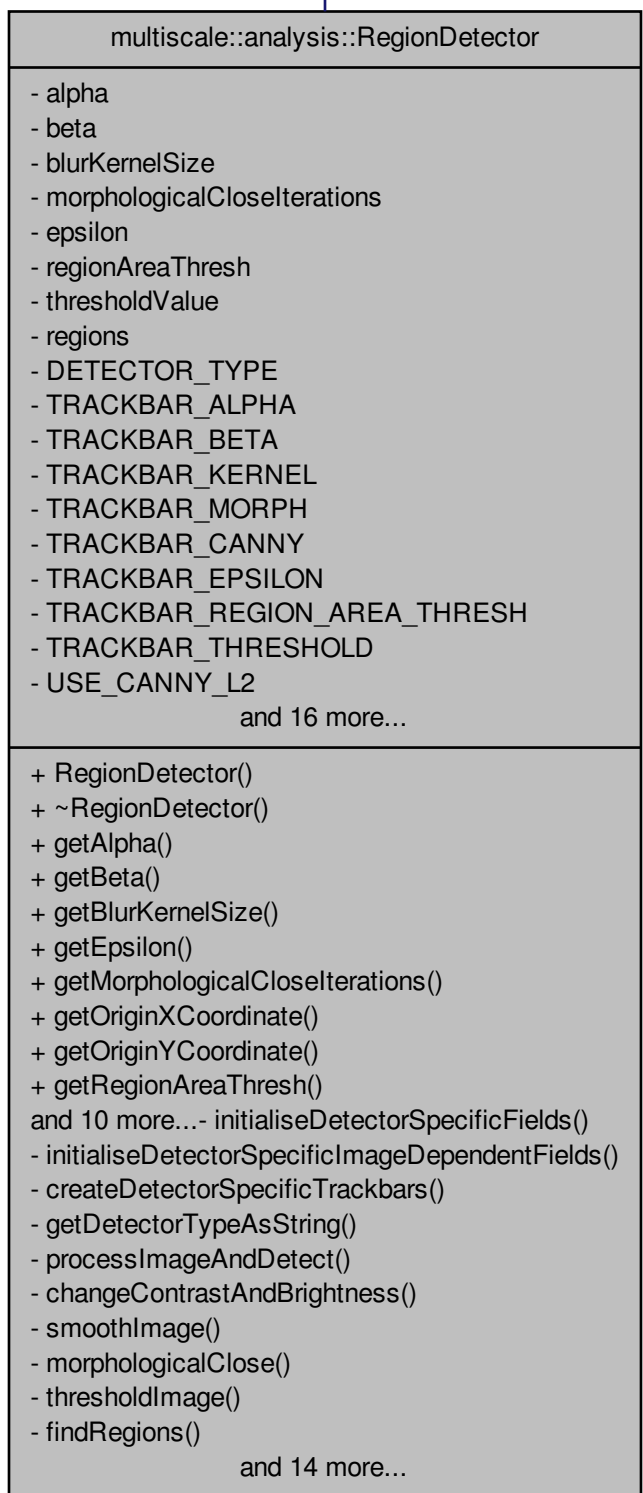 multiscale::analysis::RegionDetector
- alpha
- beta
- blurKernelSize
- morphologicalCloseIterations
- epsilon
- regionAreaThresh
- thresholdValue
- regions
- DETECTOR_TYPE
- TRACKBAR_ALPHA
- TRACKBAR_BETA
- TRACKBAR_KERNEL
- TRACKBAR_MORPH
- TRACKBAR_CANNY
- TRACKBAR_EPSILON
- TRACKBAR_REGION_AREA_THRESH
- TRACKBAR_THRESHOLD
- USE_CANNY_L2
and 16 more...
+ RegionDetector()
+ ~RegionDetector()
+ getAlpha()
+ getBeta()
+ getBlurKernelSize()
+ getEpsilon()
+ getMorphologicalCloseIterations()
+ getOriginXCoordinate()
+ getOriginYCoordinate()
+ getRegionAreaThresh()
and 10 more...- initialiseDetectorSpecificFields()
- initialiseDetectorSpecificImageDependentFields()
- createDetectorSpecificTrackbars()
- getDetectorTypeAsString()
- processImageAndDetect()
- changeContrastAndBrightness()
- smoothImage()
- morphologicalClose()
- thresholdImage()
- findRegions()
and 14 more...